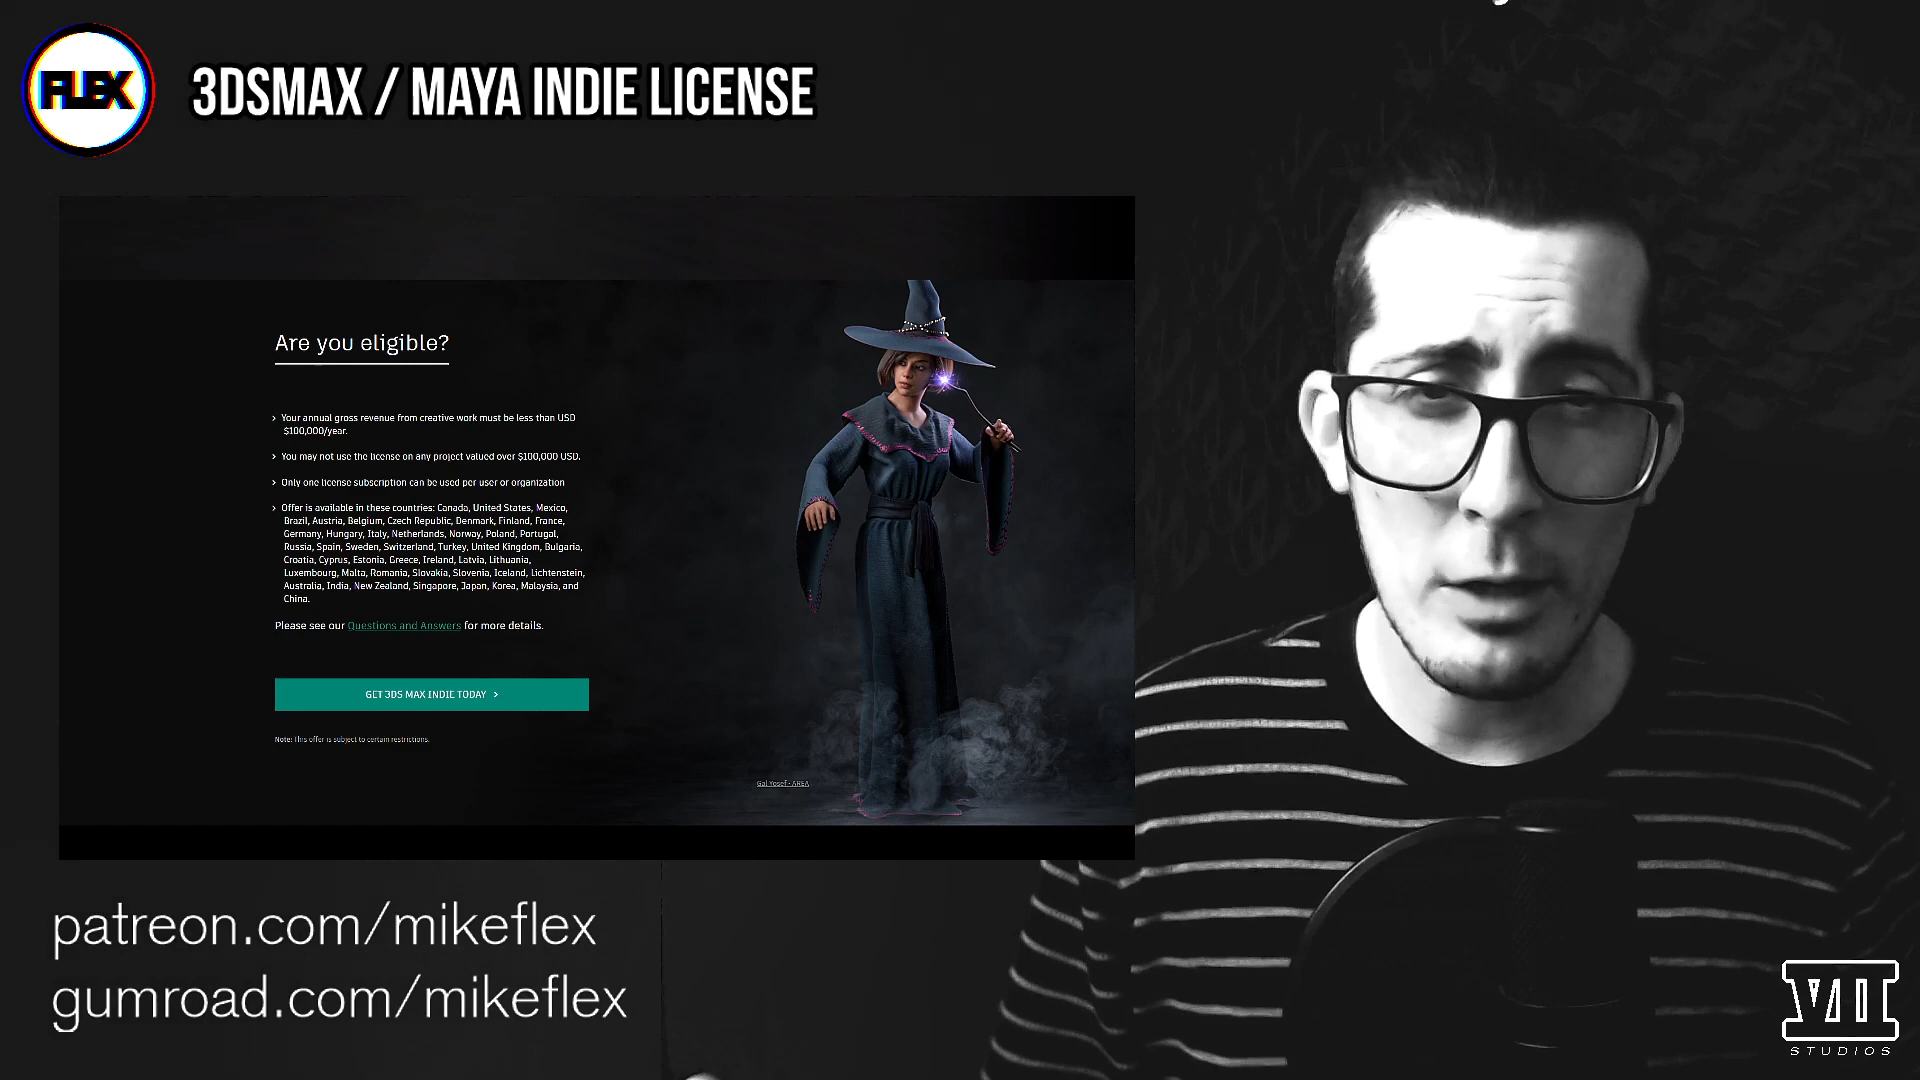 FLEX
3DSMAX / MAYA INDIE LICENSE
Are you eligible?
› Your annual gross revenue from creative work must be less than USD
$100,000/year.
› You may not use the license on any project valued over $100,000 USD.
› Only one license subscription can be used per user or organization
› Offer is available in these countries: Canada, United States, Mexico,
Brazil, Austria, Belgium, Czech Republic, Denmark, Finland, France,
Germany, Hungary, Italy, Netherlands, Norway, Poland, Portugal,
Russia, Spain, Sweden, Switzerland, Turkey, United Kingdom, Bulgaria,
Croatia, Cyprus, Estonia, Greece, Ireland, Latvia, Lithuania,
Luxembourg, Malta, Romania, Slovakia, Slovenia, Iceland, Lichtenstein,
Australia, India, New Zealand, Singapore, Japan, Korea, Malaysia, and
China.
Please see our Questions and Answers for more details.
GET 3DS MAX INDIE TODAY >
Note: This offer is subject to certain restrictions.
Gal Yosef - AREA
patreon.com/mikeflex
gumroad.com/mikeflex
VII
STUDIOS